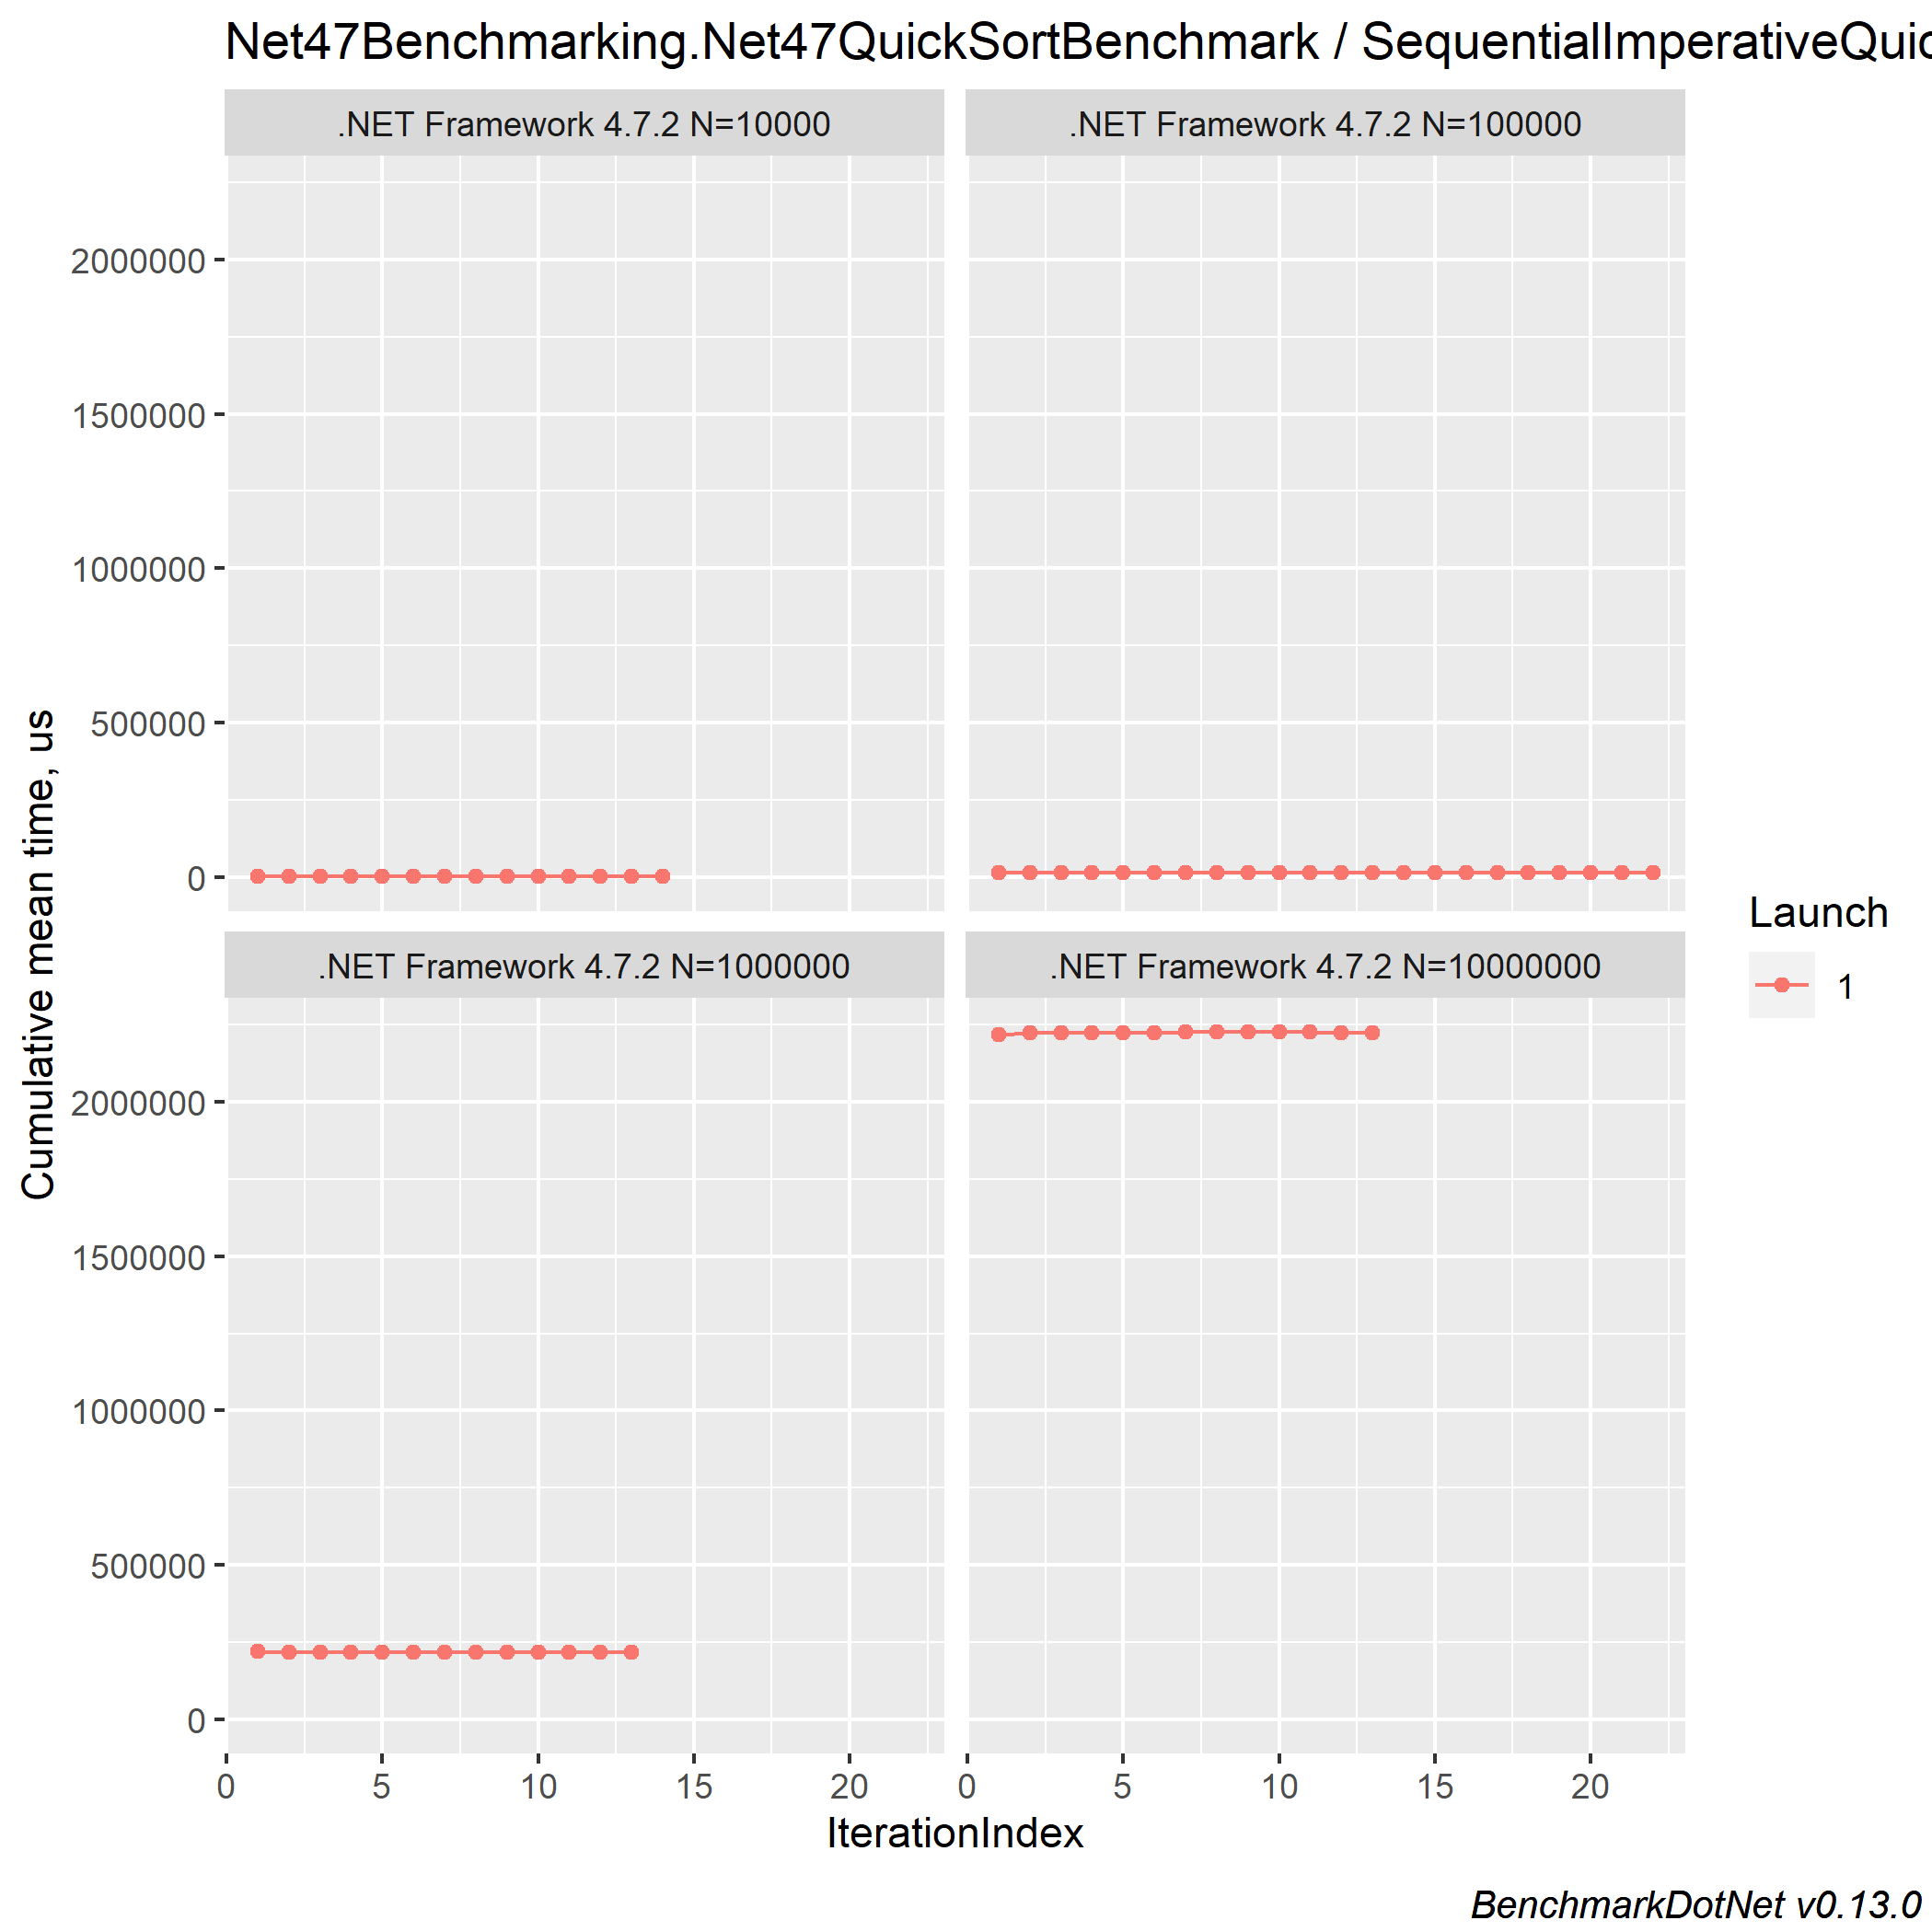 Net47Benchmarking.Net47QuickSortBenchmark / SequentialImperativeQuic
.NET Framework 4.7.2 N=10000
.NET Framework 4.7.2 N=100000
2000000
1500000
1000000
500000
0
.NET Framework 4.7.2 N=1000000
.NET Framework 4.7.2 N=10000000
2000000
1500000
1000000
500000
0
0 5 10 15 20
0 5 10 15 20
IterationIndex
Cumulative mean time, us
Launch
1
BenchmarkDotNet v0.13.0